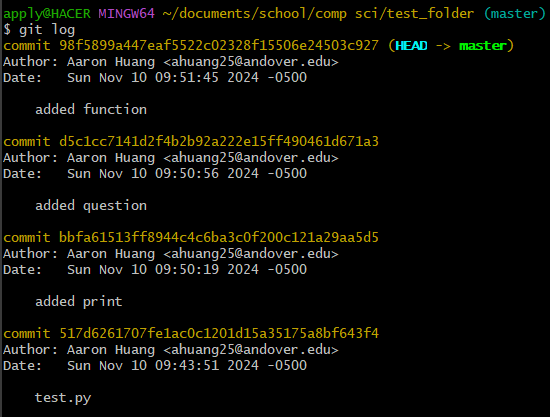 apply@HACER MINGW64 ~/documents/school/comp sci/test_folder (master)
$ git log
commit 98f5899a447eaf5522c02328f15506e24503c927 (HEAD -> master)
Author: Aaron Huang <ahuang25@andover.edu>
Date:   Sun Nov 10 09:51:45 2024 -0500
    added function
commit d5c1cc7141d2f4b2b92a222e15ff490461d671a3
Author: Aaron Huang <ahuang25@andover.edu>
Date:   Sun Nov 10 09:50:56 2024 -0500
    added question
commit bbfa61513ff8944c4c6ba3c0f200c121a29aa5d5
Author: Aaron Huang <ahuang25@andover.edu>
Date:   Sun Nov 10 09:50:19 2024 -0500
    added print
commit 517d6261707fe1ac0c1201d15a35175a8bf643f4
Author: Aaron Huang <ahuang25@andover.edu>
Date:   Sun Nov 10 09:43:51 2024 -0500
    test.py